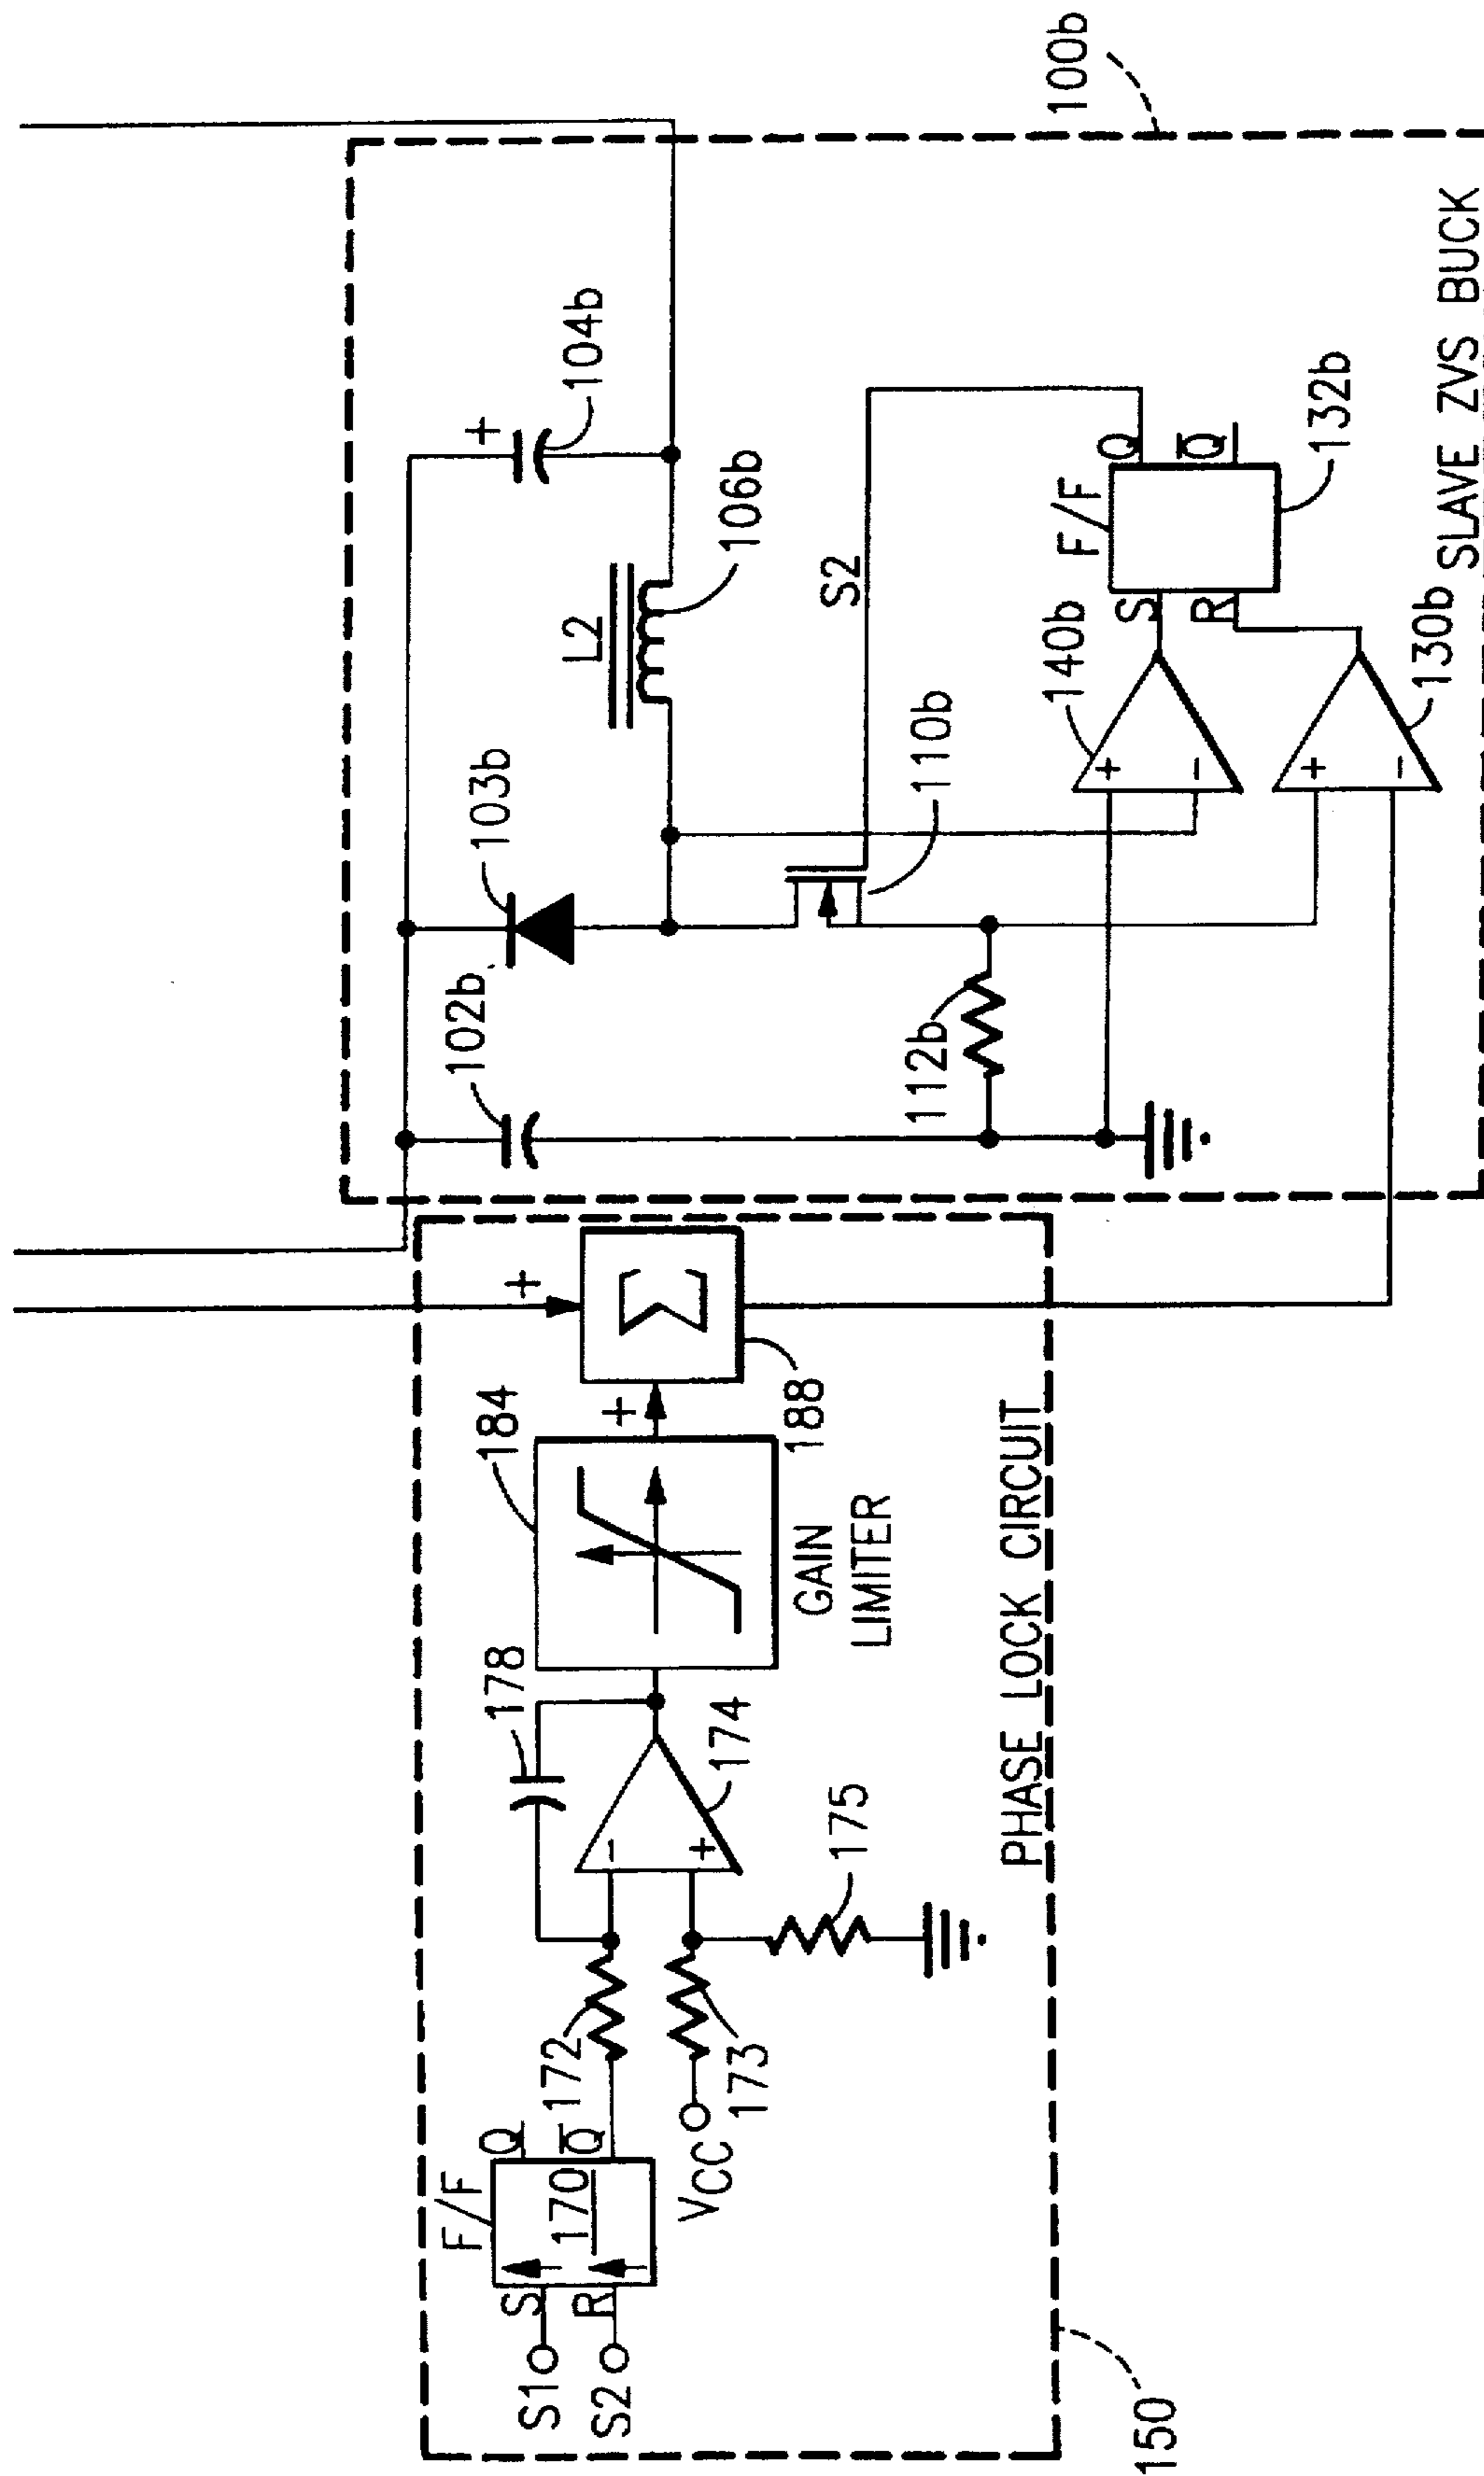 100b
SLAVE ZVS BUCK
104b
+
L2
106b
103b
102b
S2
110b
112b
F/F
S
R
Q
Q̅
132b
140b
+
-
130b
+
-
PHASE LOCK CIRCUIT
150
S1
S2
F/F
S
R
170
Q
Q̅
172
VCC
173
175
174
-
+
178
184
GAIN
LIMITER
+
+
Σ
188